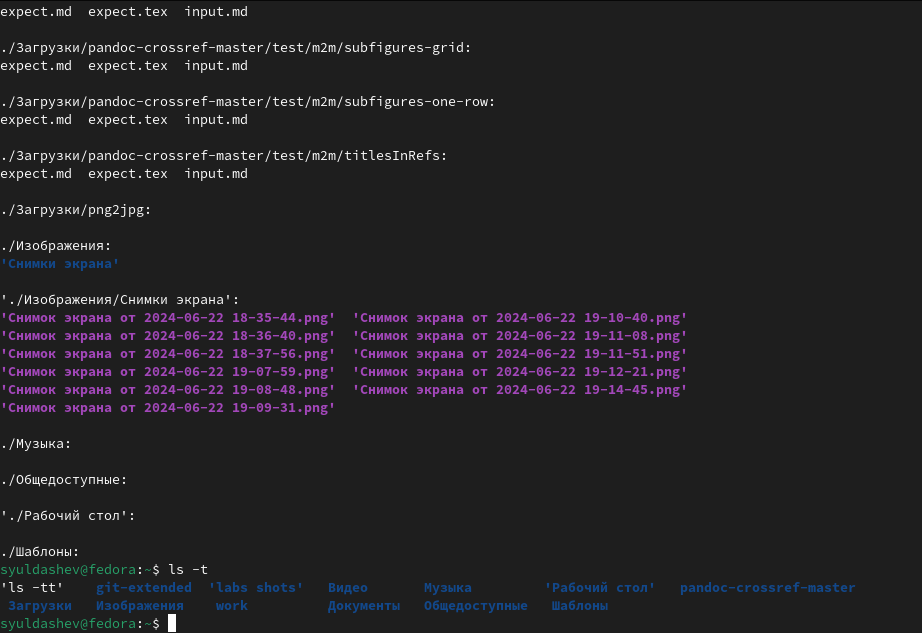 expect.md  expect.tex  input.md
./Загрузки/pandoc-crossref-master/test/m2m/subfigures-grid:
expect.md  expect.tex  input.md
./Загрузки/pandoc-crossref-master/test/m2m/subfigures-one-row:
expect.md  expect.tex  input.md
./Загрузки/pandoc-crossref-master/test/m2m/titlesInRefs:
expect.md  expect.tex  input.md
./Загрузки/png2jpg:
./Изображения:
'Снимки экрана'
'./Изображения/Снимки экрана':
'Снимок экрана от 2024-06-22 18-35-44.png'  'Снимок экрана от 2024-06-22 19-10-40.png'
'Снимок экрана от 2024-06-22 18-36-40.png'  'Снимок экрана от 2024-06-22 19-11-08.png'
'Снимок экрана от 2024-06-22 18-37-56.png'  'Снимок экрана от 2024-06-22 19-11-51.png'
'Снимок экрана от 2024-06-22 19-07-59.png'  'Снимок экрана от 2024-06-22 19-12-21.png'
'Снимок экрана от 2024-06-22 19-08-48.png'  'Снимок экрана от 2024-06-22 19-14-45.png'
'Снимок экрана от 2024-06-22 19-09-31.png'
./Музыка:
./Общедоступные:
'./Рабочий стол':
./Шаблоны:
syuldashev@fedora:~$ ls -t
'ls -tt'    git-extended  'labs shots'   Видео       Музыка         'Рабочий стол'   pandoc-crossref-master
 Загрузки   Изображения    work          Документы   Общедоступные   Шаблоны
syuldashev@fedora:~$